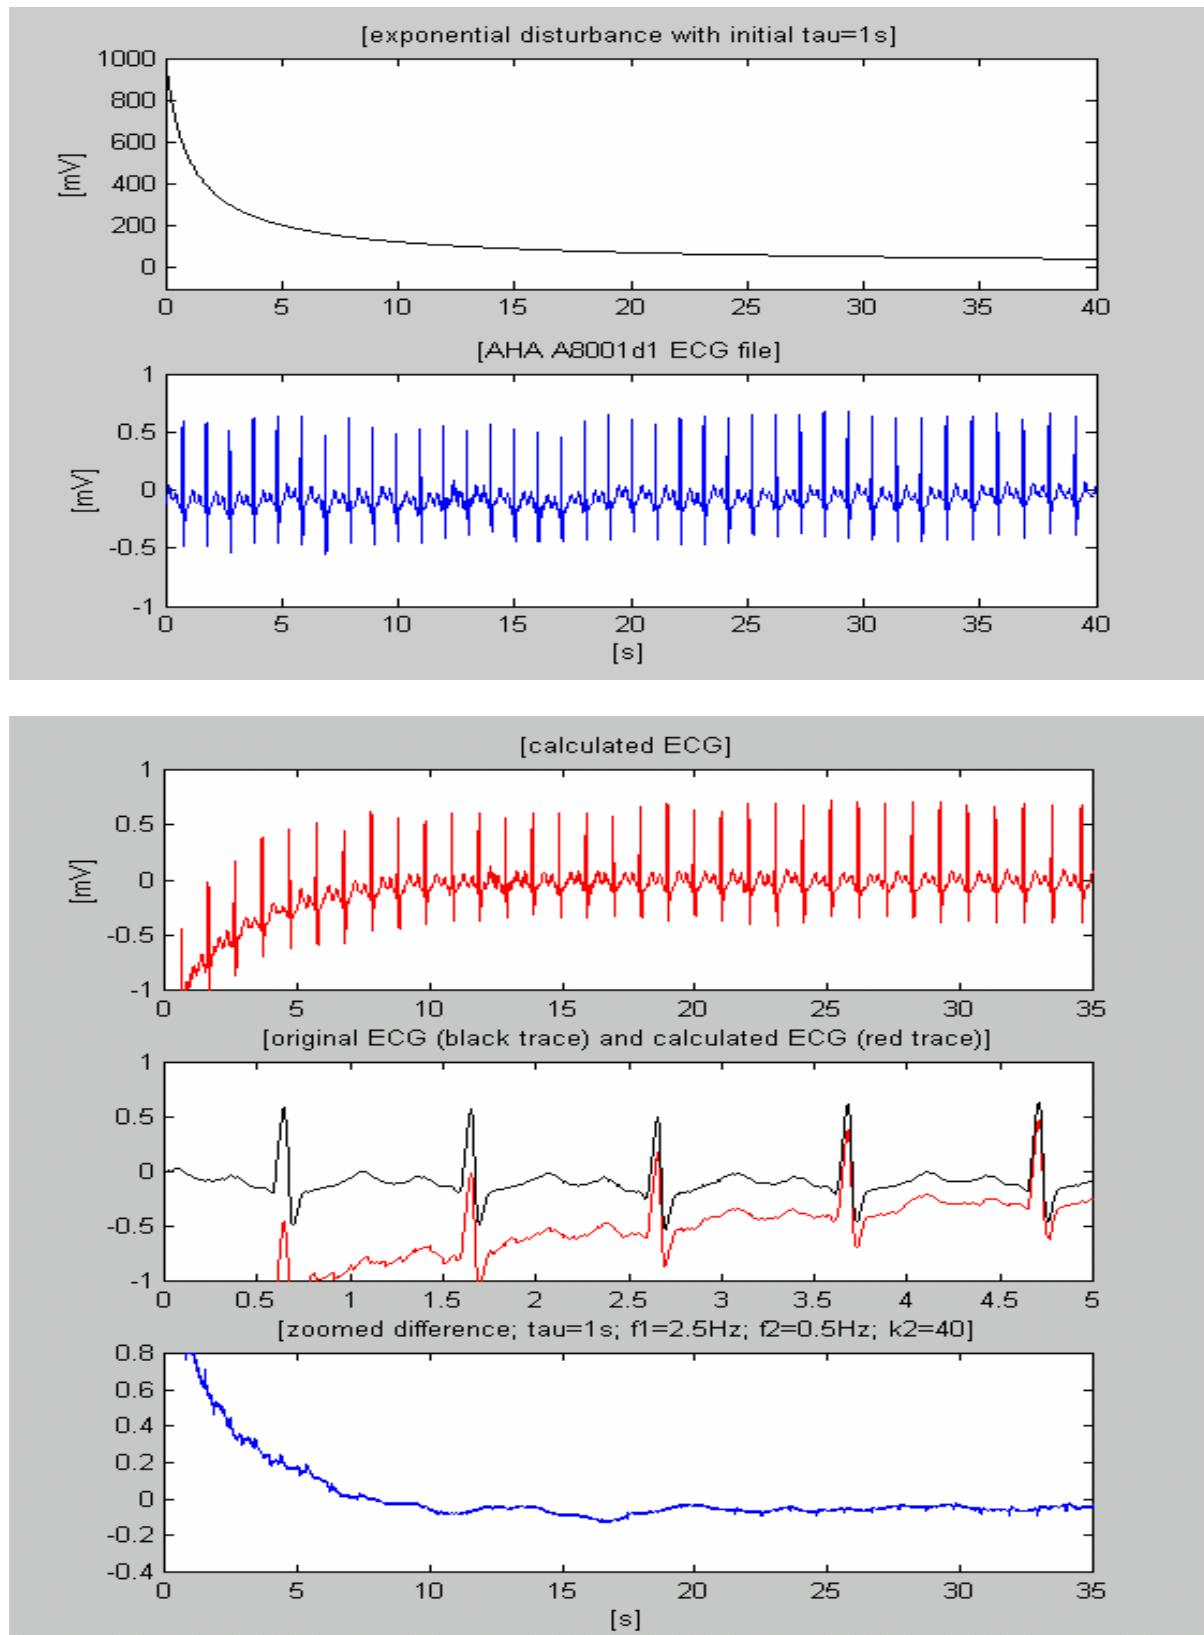 [exponential disturbance with initial tau=1s]
1000
800
600
400
200
0
[mV]
0 5 10 15 20 25 30 35 40
[AHA A8001d1 ECG file]
1
0.5
0
-0.5
-1
[mV]
0 5 10 15 20 25 30 35 40
[s]
[calculated ECG]
1
0.5
0
-0.5
-1
[mV]
0 5 10 15 20 25 30 35
[original ECG (black trace) and calculated ECG (red trace)]
1
0.5
0
-0.5
-1
0 0.5 1 1.5 2 2.5 3 3.5 4 4.5 5
[zoomed difference; tau=1s; f1=2.5Hz; f2=0.5Hz; k2=40]
0.8
0.6
0.4
0.2
0
-0.2
-0.4
0 5 10 15 20 25 30 35
[s]